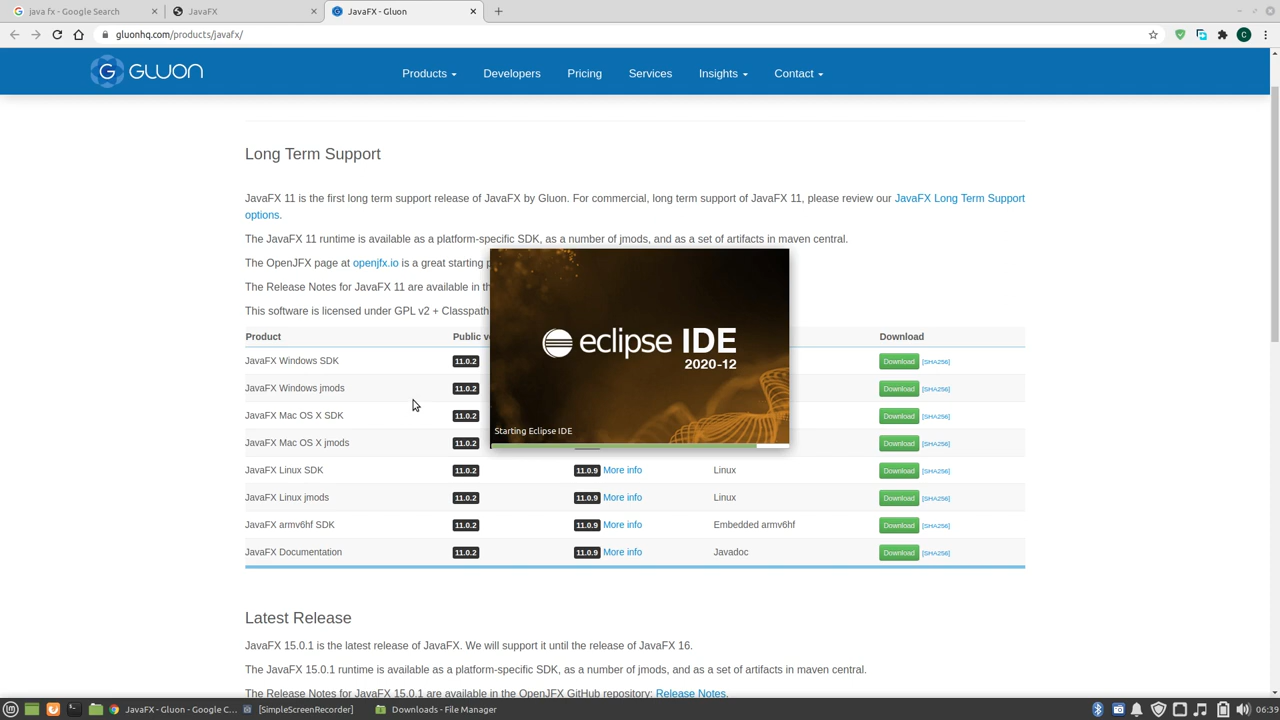 java fx - Google Search
JavaFX
JavaFX - Gluon
gluonhq.com/products/javafx/
C
GLUON
Products
Developers
Pricing
Services
Insights
Contact
Long Term Support
JavaFX 11 is the first long term support release of JavaFX by Gluon. For commercial, long term support of JavaFX 11, please review our JavaFX Long Term Support
options.
The JavaFX 11 runtime is available as a platform-specific SDK, as a number of jmods, and as a set of artifacts in maven central.
The OpenJFX page at openjfx.io is a great starting p
The Release Notes for JavaFX 11 are available in th
This software is licensed under GPL v2 + Classpath
eclipse IDE
2020-12
Starting Eclipse IDE
Product Public ve Download
JavaFX Windows SDK 11.0.2 Download [SHA256]
JavaFX Windows jmods 11.0.2 Download [SHA256]
JavaFX Mac OS X SDK 11.0.2 Download [SHA256]
JavaFX Mac OS X jmods 11.0.2 Download [SHA256]
JavaFX Linux SDK 11.0.2 11.0.9 More info Linux Download [SHA256]
JavaFX Linux jmods 11.0.2 11.0.9 More info Linux Download [SHA256]
JavaFX armv6hf SDK 11.0.2 11.0.9 More info Embedded armv6hf Download [SHA256]
JavaFX Documentation 11.0.2 11.0.9 More info Javadoc Download [SHA256]
Latest Release
JavaFX 15.0.1 is the latest release of JavaFX. We will support it until the release of JavaFX 16.
The JavaFX 15.0.1 runtime is available as a platform-specific SDK, as a number of jmods, and as a set of artifacts in maven central.
The Release Notes for JavaFX 15.0.1 are available in the OpenJFX GitHub repository: Release Notes.
JavaFX - Gluon - Google C...
[SimpleScreenRecorder]
Downloads - File Manager
06:39